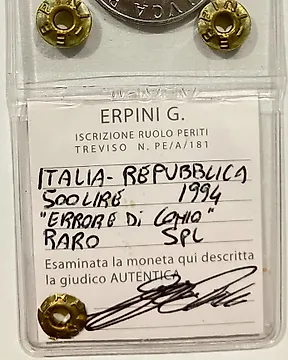 ERPINI G.
ISCRIZIONE RUOLO PERITI
TREVISO N. PE/A/181
ITALIA - REPUBBLICA
500 LIRE 1994
"ERRORE DI CONIO"
RARO SPL
Esaminata la moneta qui descritta
la giudico AUTENTICA